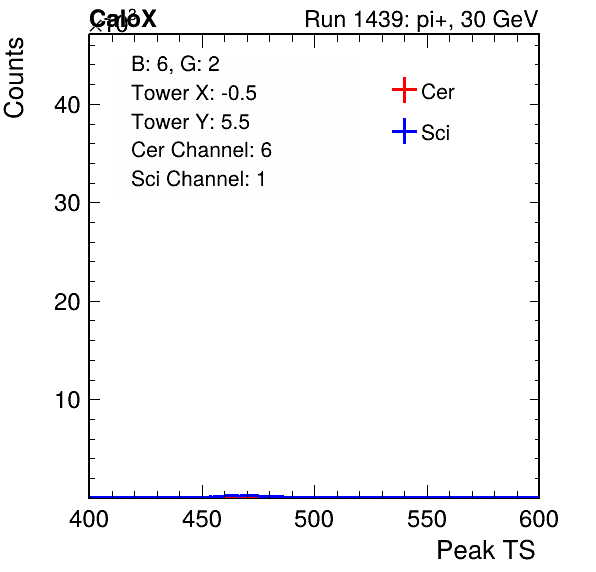 CaloX
×10³
Run 1439: pi+, 30 GeV
Counts
B: 6, G: 2
Tower X: -0.5
Tower Y: 5.5
Cer Channel: 6
Sci Channel: 1
Cer
Sci
40
30
20
10
400 450 500 550 600
Peak TS